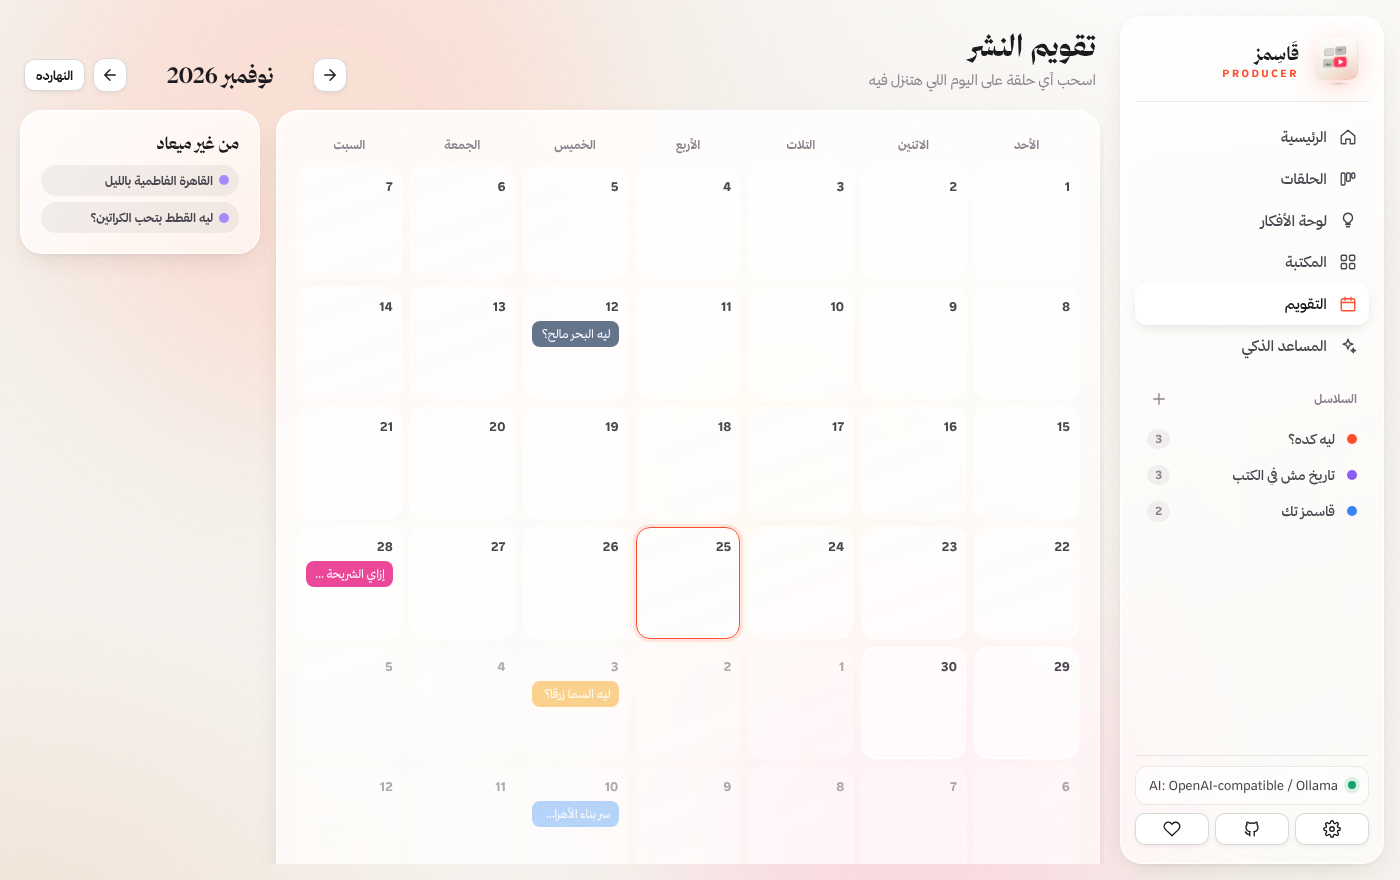 قَاسِمز
PRODUCER
الرئيسية
الحلقات
لوحة الأفكار
المكتبة
التقويم
المساعد الذكي
السلاسل
ليه كده؟ 3
تاريخ مش في الكتب 3
قاسمز تك 2
AI: OpenAI-compatible / Ollama
تقويم النشر
اسحب أي حلقة على اليوم اللي هتنزل فيه
نوفمبر 2026
النهارده
الأحد الاتنين التلات الأربع الخميس الجمعة السبت
1 2 3 4 5 6 7
8 9 10 11 12 13 14
ليه البحر مالح؟
15 16 17 18 19 20 21
22 23 24 25 26 27 28
إزاي الشريحة ...
29 30 1 2 3 4 5
ليه السما زرقا؟
6 7 8 9 10 11 12
سر بناء الأهرا...
من غير ميعاد
القاهرة الفاطمية بالليل
ليه القطط بتحب الكراتين؟